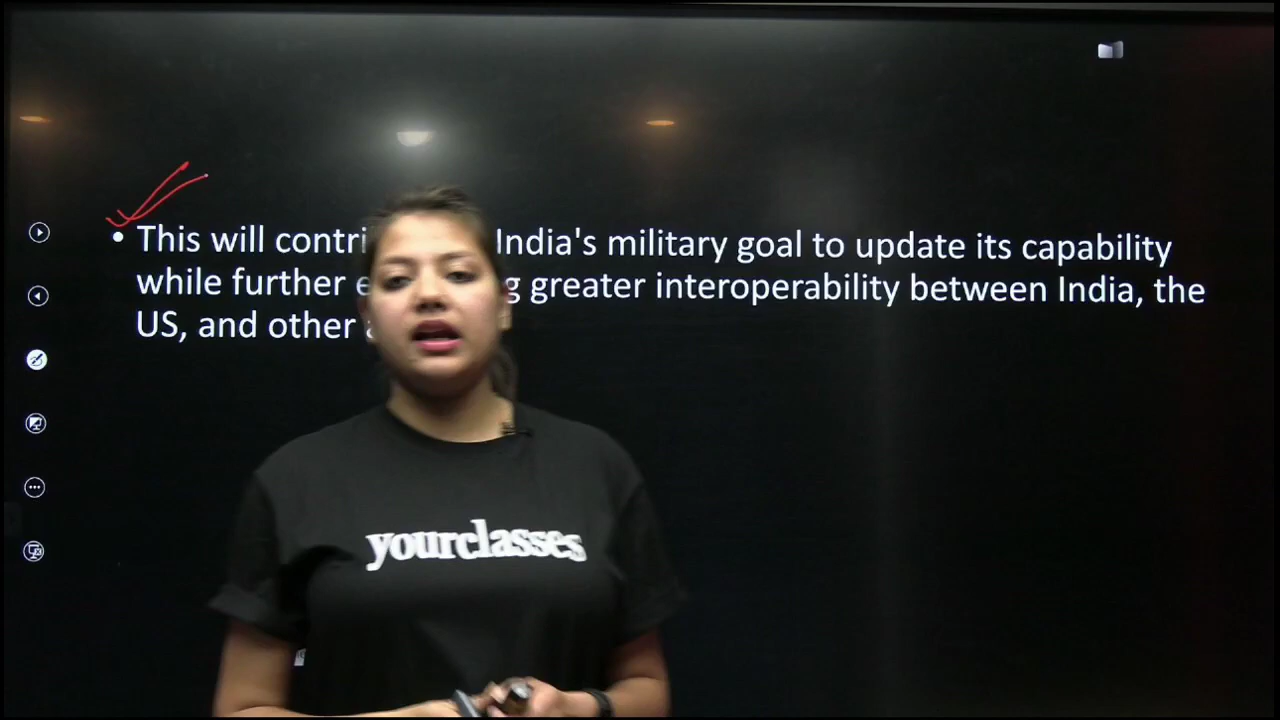 • This will contri India's military goal to update its capability
while further g greater interoperability between India, the
US, and other
yourclasses